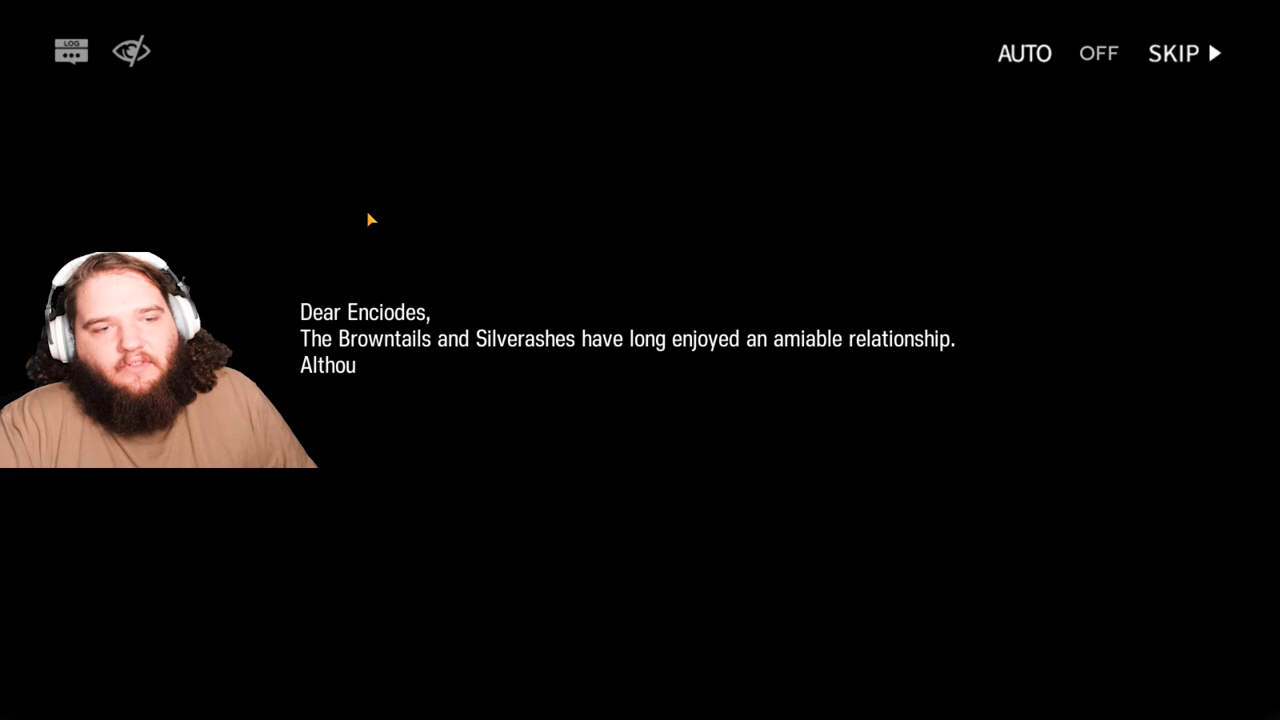 LOG
AUTO OFF SKIP
Dear Enciodes,
The Browntails and Silverashes have long enjoyed an amiable relationship.
Althou